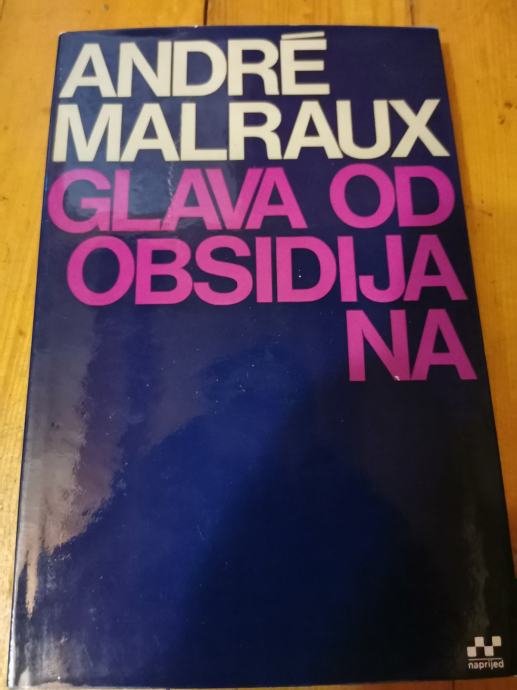 ANDRÉ
MALRAUX
GLAVA OD
OBSIDIJA
NA
naprijed